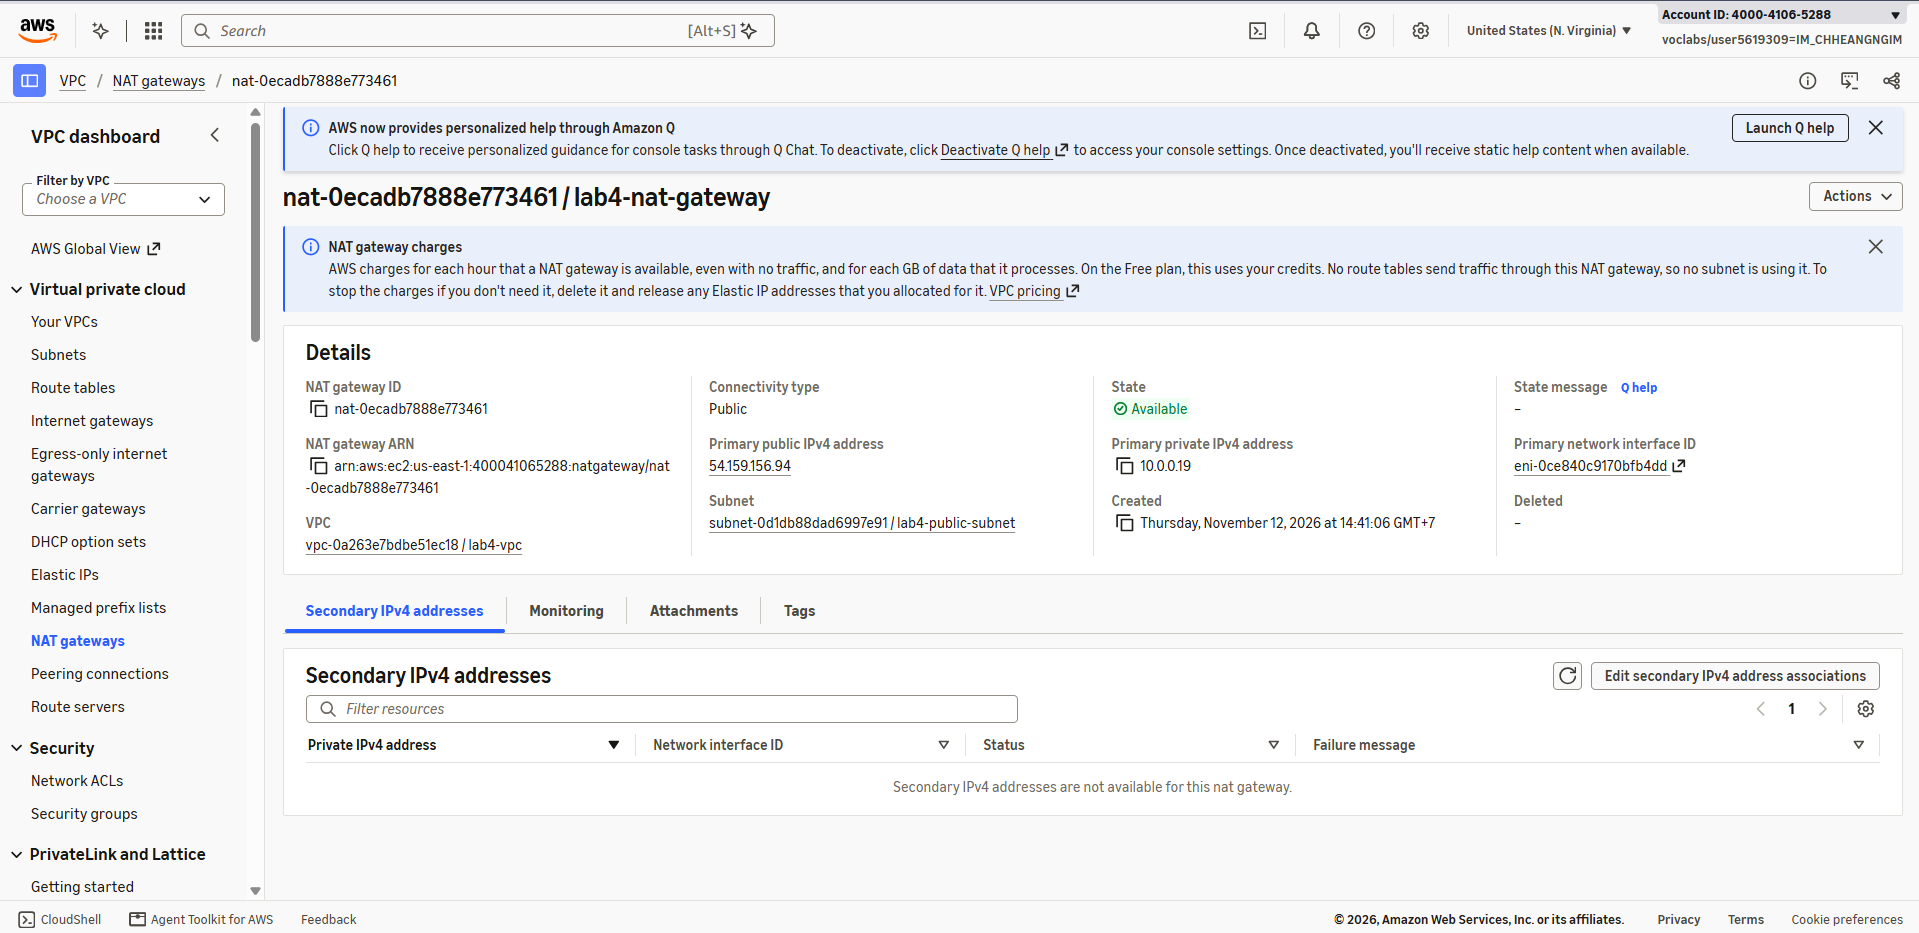 aws
Search [Alt+S]
United States (N. Virginia)
Account ID: 4000-4106-5288
voclabs/user5619309=IM_CHHEANGNGIM
VPC / NAT gateways / nat-0ecadb7888e773461
VPC dashboard
Filter by VPC
Choose a VPC
AWS Global View
Virtual private cloud
Your VPCs
Subnets
Route tables
Internet gateways
Egress-only internet
gateways
Carrier gateways
DHCP option sets
Elastic IPs
Managed prefix lists
NAT gateways
Peering connections
Route servers
Security
Network ACLs
Security groups
PrivateLink and Lattice
Getting started
AWS now provides personalized help through Amazon Q
Click Q help to receive personalized guidance for console tasks through Q Chat. To deactivate, click Deactivate Q help to access your console settings. Once deactivated, you'll receive static help content when available.
Launch Q help
nat-0ecadb7888e773461 / lab4-nat-gateway
Actions
NAT gateway charges
AWS charges for each hour that a NAT gateway is available, even with no traffic, and for each GB of data that it processes. On the Free plan, this uses your credits. No route tables send traffic through this NAT gateway, so no subnet is using it. To
stop the charges if you don't need it, delete it and release any Elastic IP addresses that you allocated for it. VPC pricing
Details
NAT gateway ID
nat-0ecadb7888e773461
NAT gateway ARN
arn:aws:ec2:us-east-1:400041065288:natgateway/nat
-0ecadb7888e773461
VPC
vpc-0a263e7bdbe51ec18 / lab4-vpc
Connectivity type
Public
Primary public IPv4 address
54.159.156.94
Subnet
subnet-0d1db88dad6997e91 / lab4-public-subnet
State
Available
Primary private IPv4 address
10.0.0.19
Created
Thursday, November 12, 2026 at 14:41:06 GMT+7
State message Q help
–
Primary network interface ID
eni-0ce840c9170bfb4dd
Deleted
–
Secondary IPv4 addresses
Monitoring
Attachments
Tags
Secondary IPv4 addresses
Edit secondary IPv4 address associations
Filter resources
1
Private IPv4 address
Network interface ID
Status
Failure message
Secondary IPv4 addresses are not available for this nat gateway.
CloudShell
Agent Toolkit for AWS
Feedback
© 2026, Amazon Web Services, Inc. or its affiliates.
Privacy
Terms
Cookie preferences